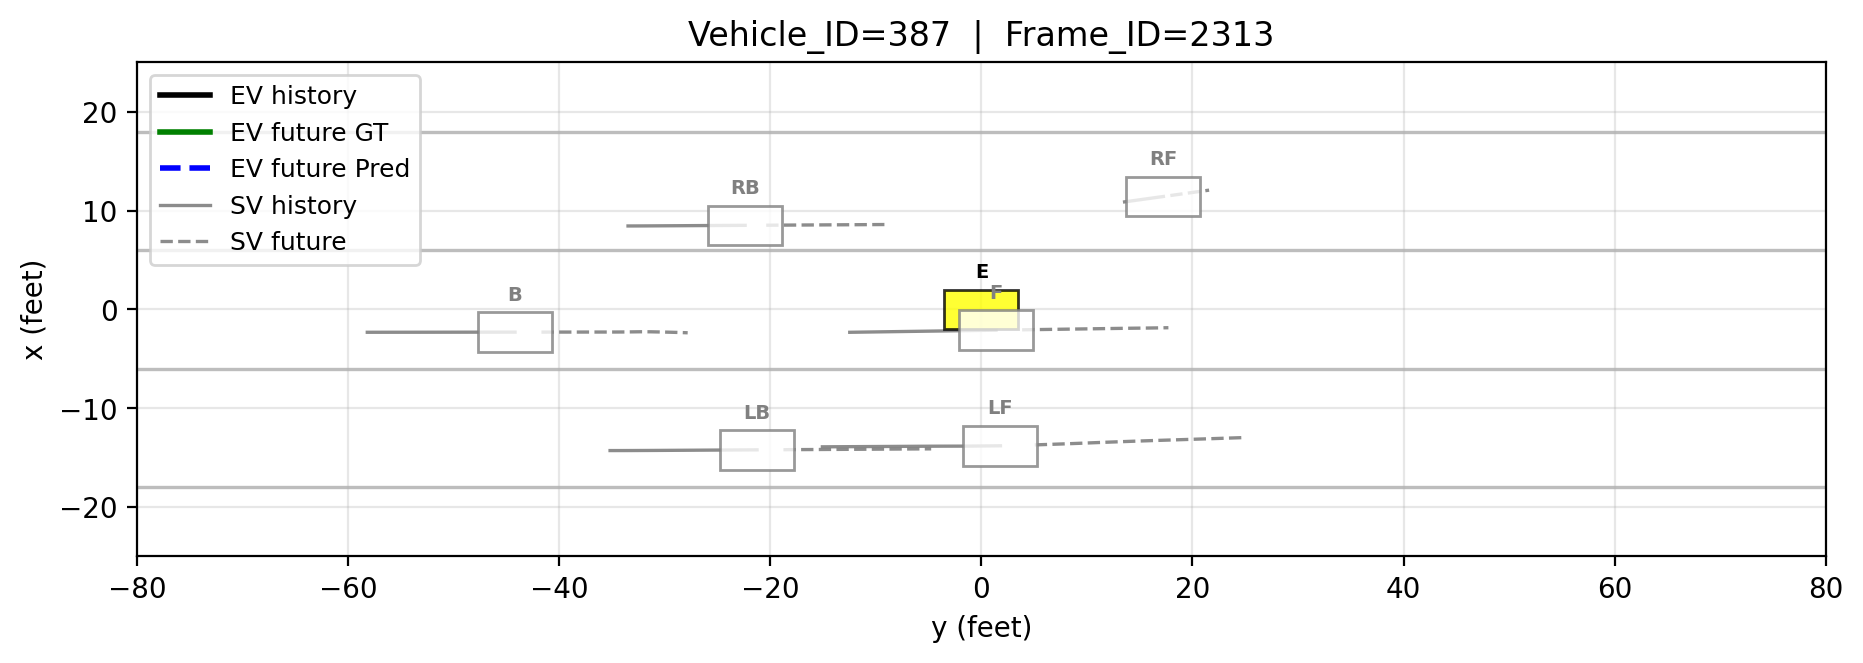 Vehicle_ID=387 | Frame_ID=2313
EV history
EV future GT
EV future Pred
SV history
SV future
RF
RB
E
F
B
LB
LF
x (feet)
20
10
0
−10
−20
−80
−60
−40
−20
0
20
40
60
80
y (feet)